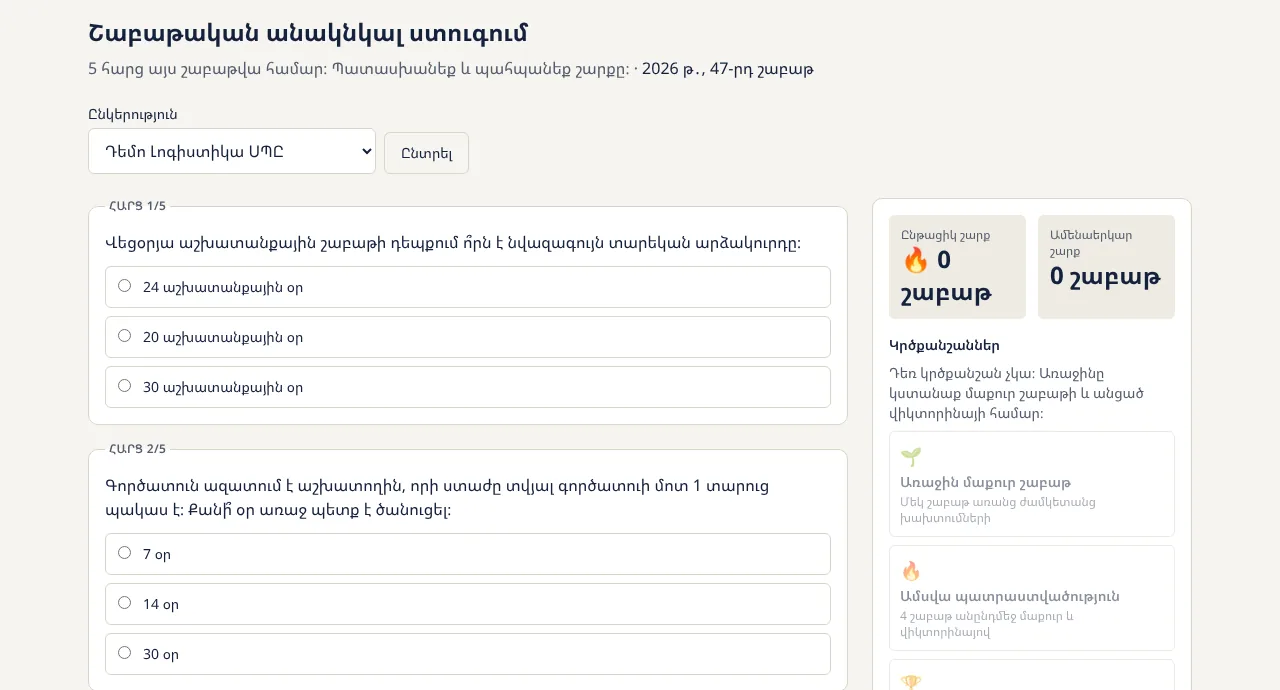 Շաբաթական անակնկալ ստուգում
5 հարց այս շաբաթվա համար։ Պատասխանեք և պահպանեք շարքը։ · 2026 թ., 47-րդ շաբաթ
Ընկերություն
Դեմո Լոգիստիկա ՍՊԸ
Ընտրել
ՀԱՐՑ 1/5
Վեցօրյա աշխատանքային շաբաթի դեպքում ո՞րն է նվազագույն տարեկան արձակուրդը։
24 աշխատանքային օր
20 աշխատանքային օր
30 աշխատանքային օր
ՀԱՐՑ 2/5
Գործատուն ազատում է աշխատողին, որի ստաժը տվյալ գործատուի մոտ 1 տարուց
պակաս է։ Քանի՞ օր առաջ պետք է ծանուցել։
7 օր
14 օր
30 օր
Ընթացիկ շարք
🔥 0
շաբաթ
Ամենաերկար
շարք
0 շաբաթ
Կրծքանշաններ
Դեռ կրծքանշան չկա։ Առաջինը
կստանաք մաքուր շաբաթի և անցած
վիկտորինայի համար։
Առաջին մաքուր շաբաթ
Մեկ շաբաթ առանց ժամկետանց
խախտումների
Ամսվա պատրաստվածություն
4 շաբաթ անընդմեջ մաքուր և
վիկտորինայով